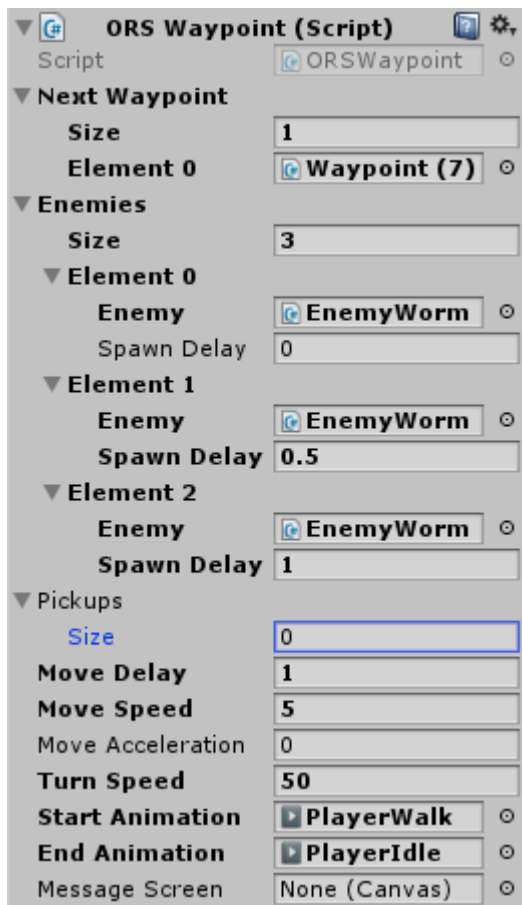 ORS Waypoint (Script)
Script ORSWaypoint
Next Waypoint
Size 1
Element 0 Waypoint (7)
Enemies
Size 3
Element 0
Enemy EnemyWorm
Spawn Delay 0
Element 1
Enemy EnemyWorm
Spawn Delay 0.5
Element 2
Enemy EnemyWorm
Spawn Delay 1
Pickups
Size 0
Move Delay 1
Move Speed 5
Move Acceleration 0
Turn Speed 50
Start Animation PlayerWalk
End Animation PlayerIdle
Message Screen None (Canvas)